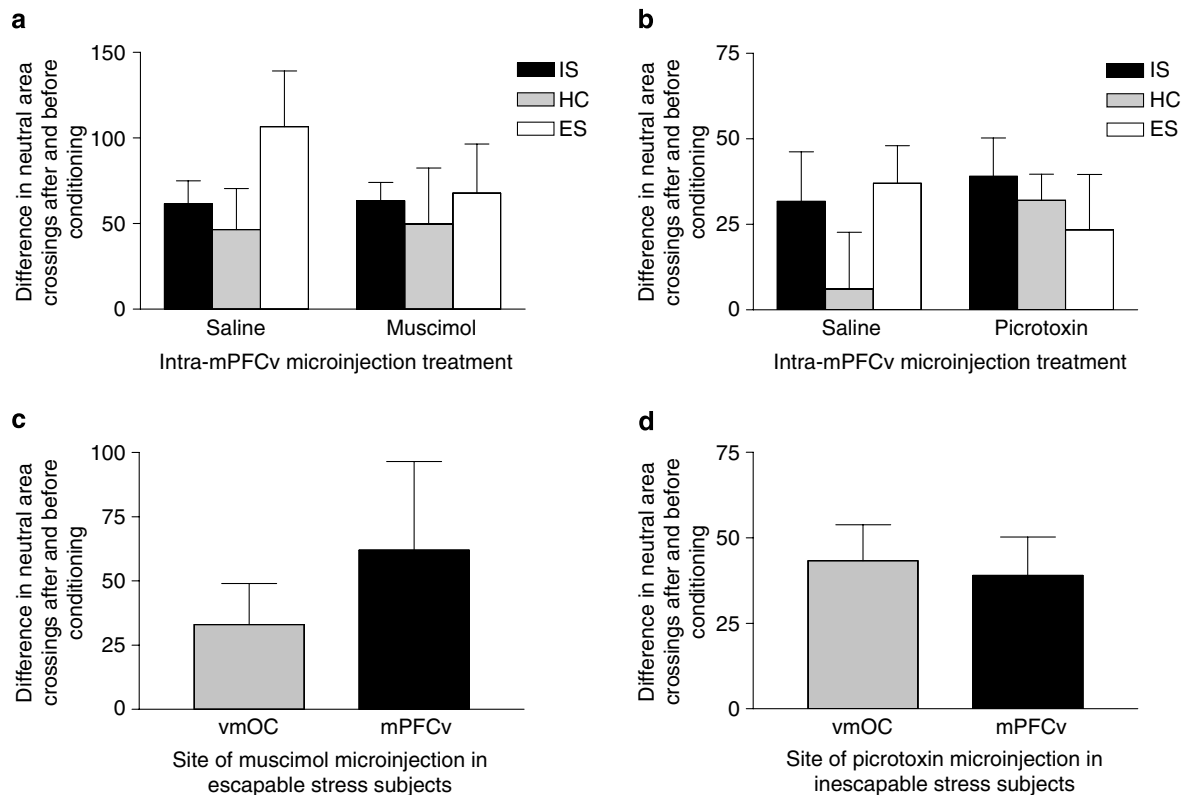 a
Difference in neutral area
crossings after and before
conditioning
150
100
50
0
IS
HC
ES
Saline
Muscimol
Intra-mPFCv microinjection treatment
b
Difference in neutral area
crossings after and before
conditioning
75
50
25
0
IS
HC
ES
Saline
Picrotoxin
Intra-mPFCv microinjection treatment
c
Difference in neutral area
crossings after and before
conditioning
100
75
50
25
0
vmOC
mPFCv
Site of muscimol microinjection in
escapable stress subjects
d
Difference in neutral area
crossings after and before
conditioning
75
50
25
0
vmOC
mPFCv
Site of picrotoxin microinjection in
inescapable stress subjects